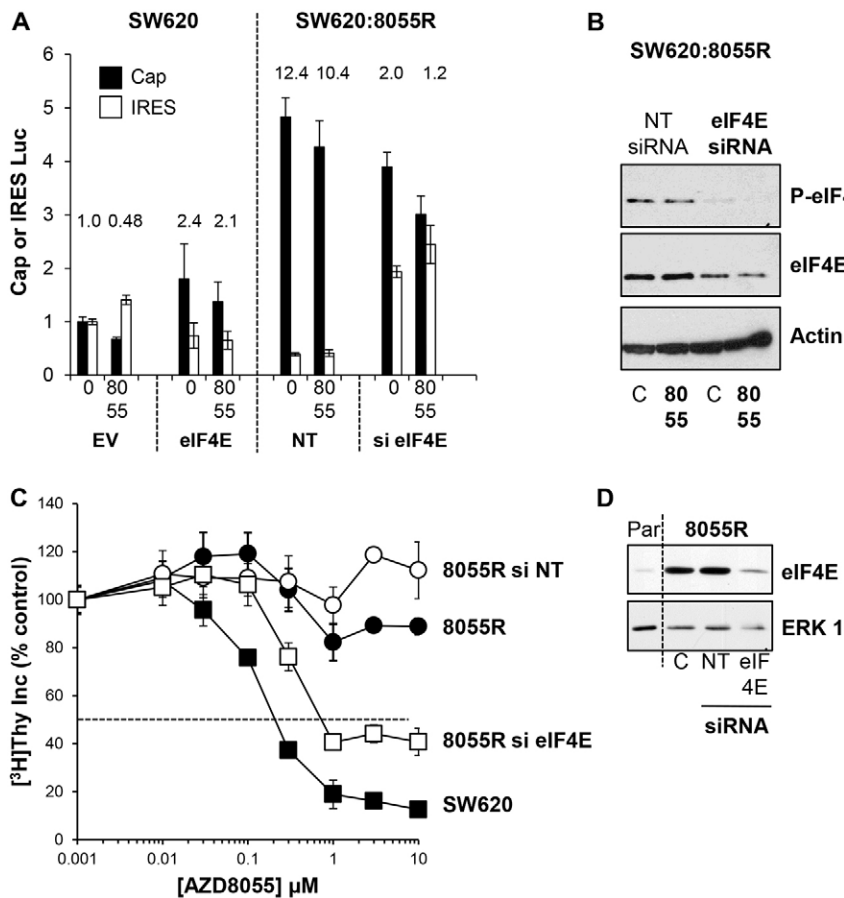 A
SW620
SW620:8055R
Cap or IRES Luc
6
5
4
3
2
1
0
Cap
IRES
1.0 0.48
2.4 2.1
12.4 10.4
2.0 1.2
0 80 55
0 80 55
0 80 55
0 80 55
EV
eIF4E
NT
si eIF4E
B
SW620:8055R
NT siRNA
eIF4E siRNA
P-eIF4
eIF4E
Actin
C 80 55 C 80 55
C
[³H]Thy Inc (% control)
140
120
100
80
60
40
20
0
0.001 0.01 0.1 1 10
[AZD8055] µM
8055R si NT
8055R
8055R si eIF4E
SW620
D
Par 8055R
eIF4E
ERK 1
C NT eIF 4E
siRNA